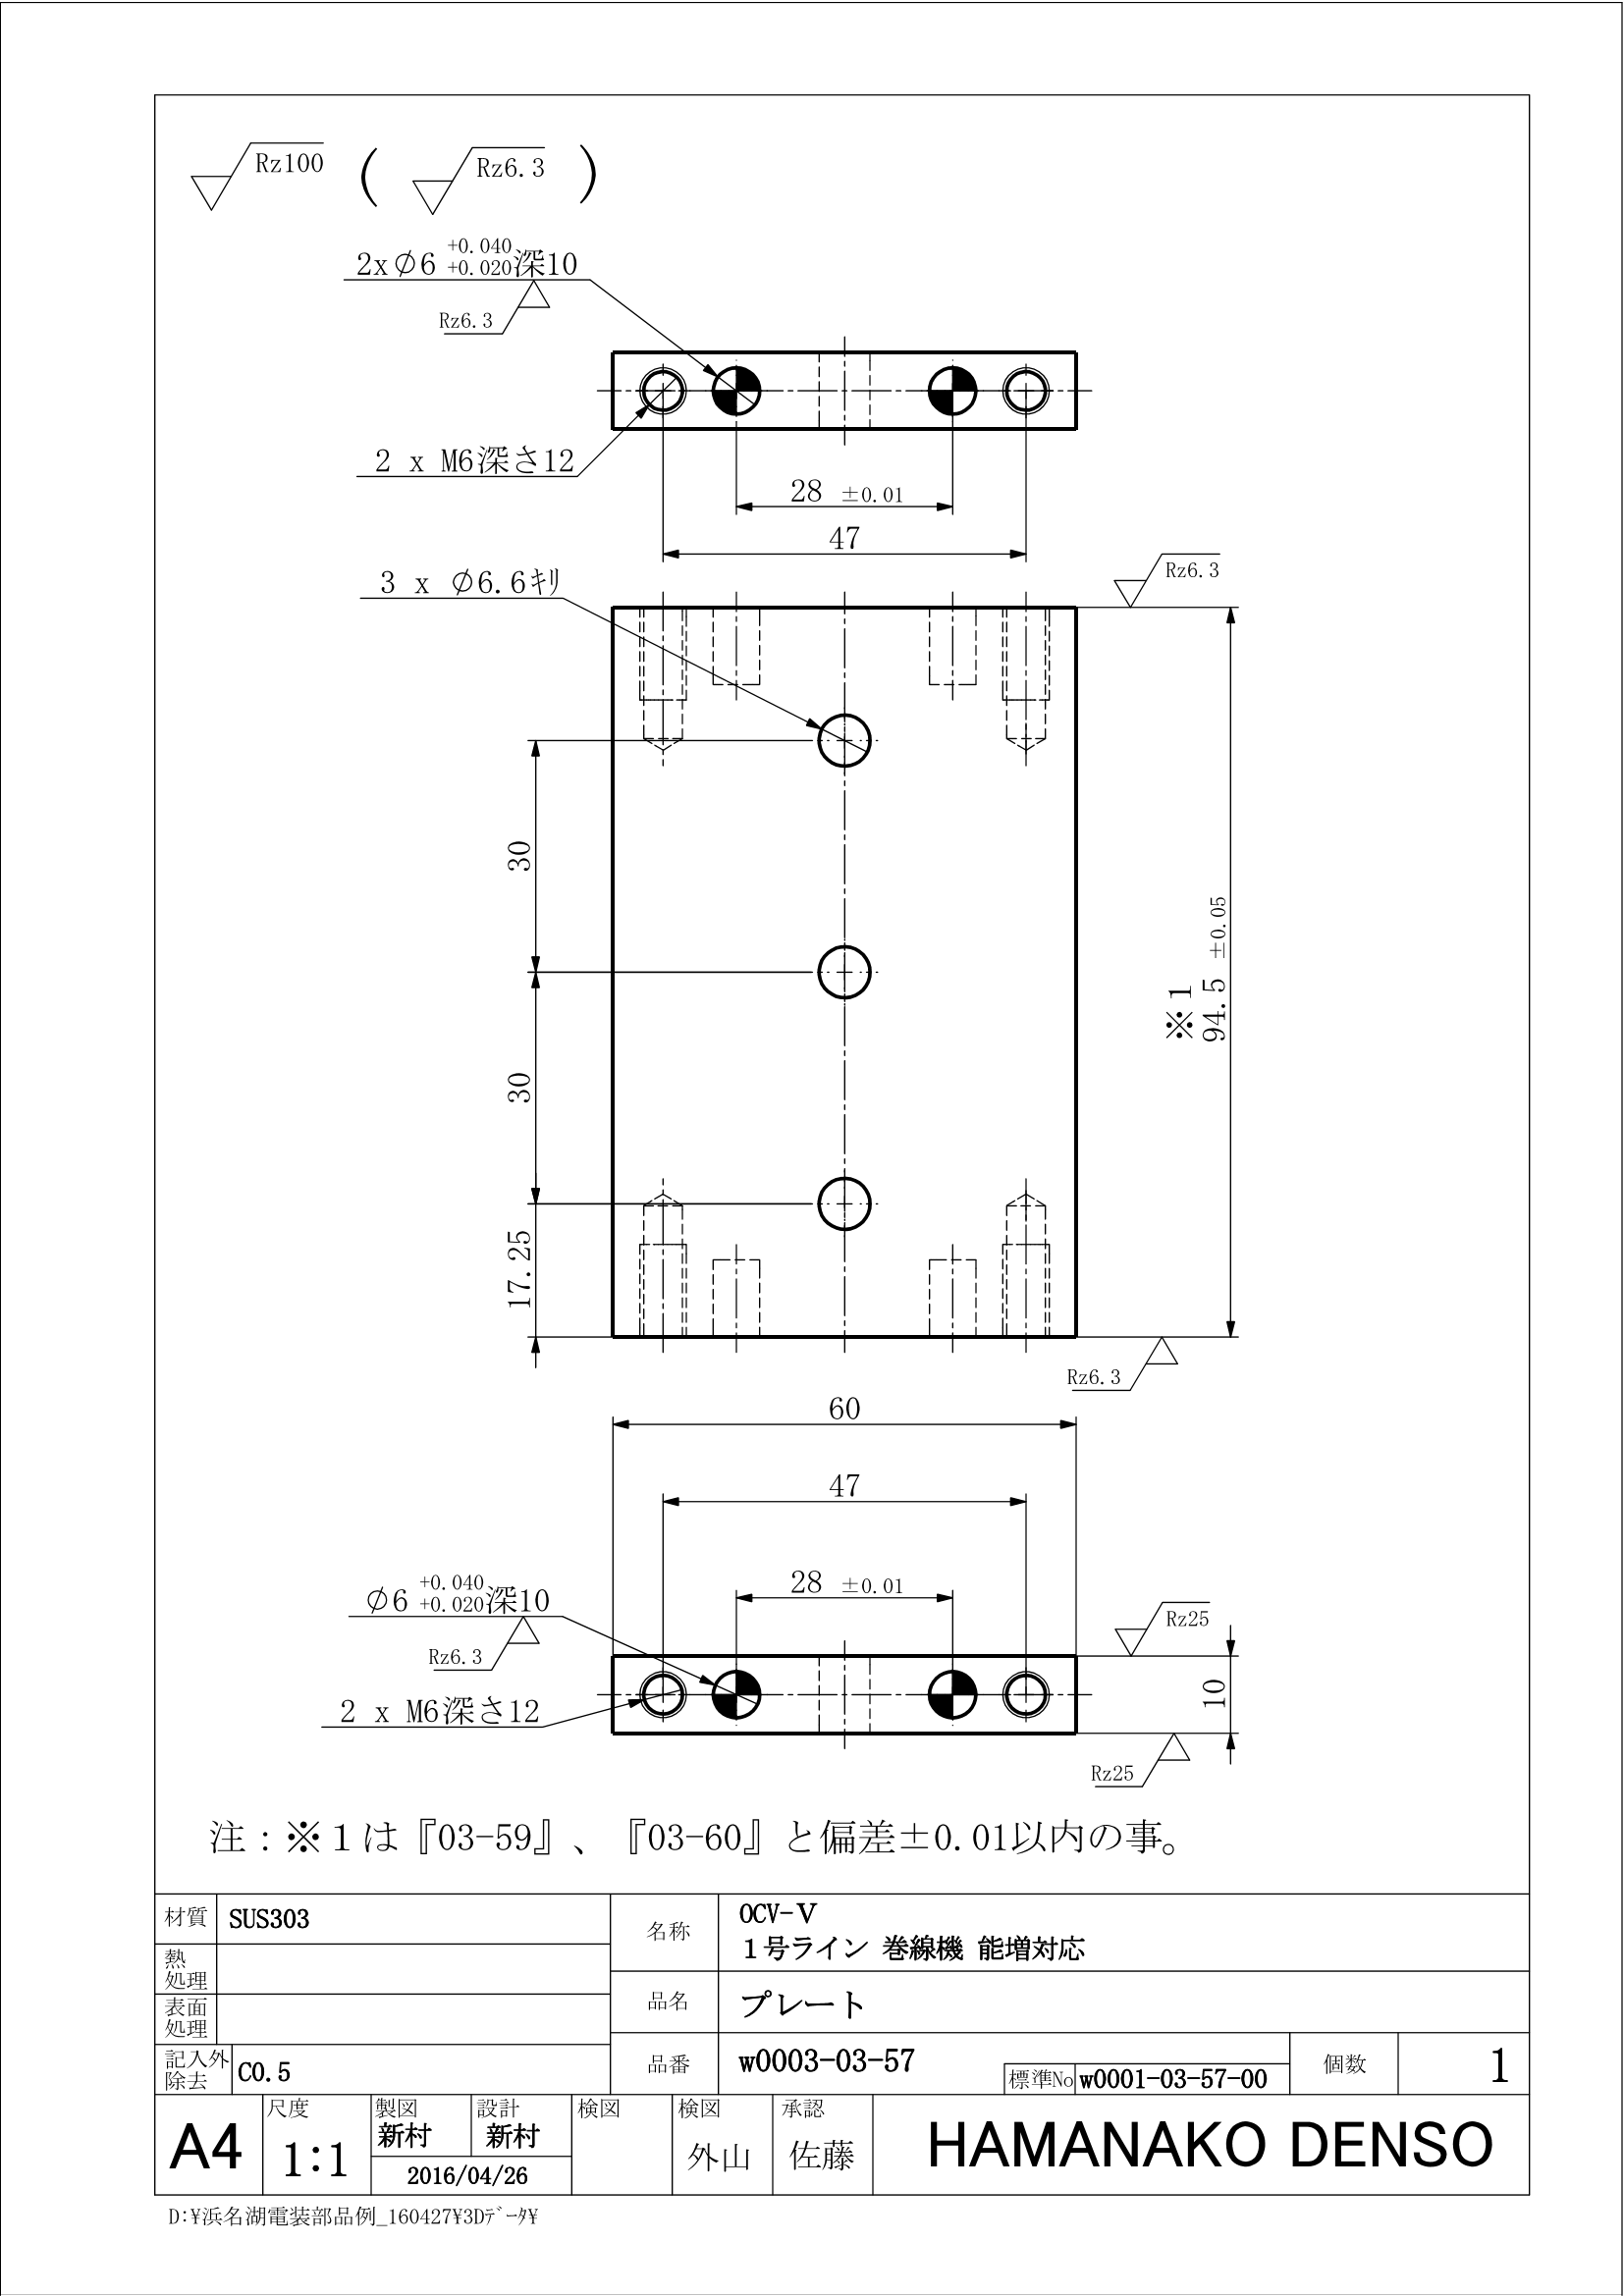 Rz100 ( Rz6.3 )
2xφ6 +0.040 +0.020 深10
Rz6.3
2 x M6深さ12
28 ±0.01
47
3 x φ6.6ｷﾘ
Rz6.3
30
30
17.25
※1
94.5 ±0.05
Rz6.3
60
47
28 ±0.01
φ6 +0.040 +0.020 深10
Rz6.3
2 x M6深さ12
Rz25
10
Rz25
注：※１は『03-59』、『03-60』と偏差±0.01以内の事。
材質 SUS303
熱処理
表面処理
記入外除去 C0.5
名称 OCV-Ｖ
１号ライン 巻線機 能増対応
品名 プレート
品番 w0003-03-57
標準No w0001-03-57-00
個数 1
A4
尺度 1:1
製図 新村
設計 新村
2016/04/26
検図
検図 外山
承認 佐藤
HAMANAKO DENSO
D:¥浜名湖電装部品例_160427¥3Dﾃﾞｰﾀ¥